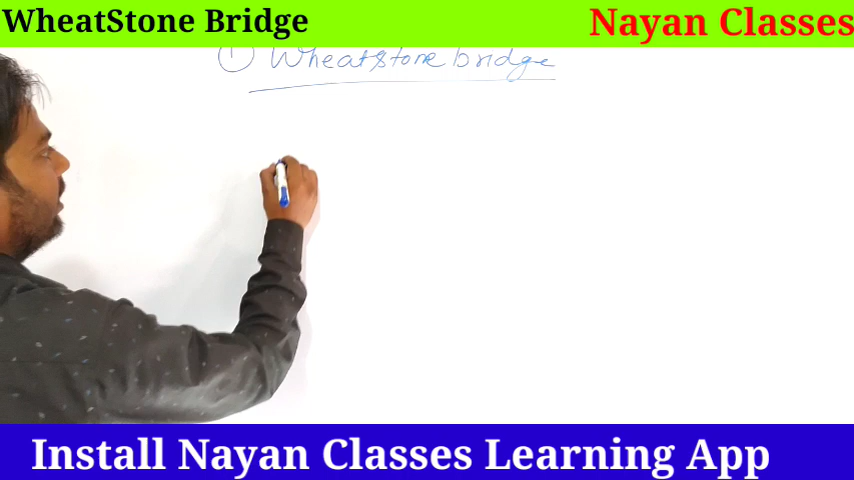 WheatStone Bridge
Nayan Classes
① Wheatstone bridge
Install Nayan Classes Learning App